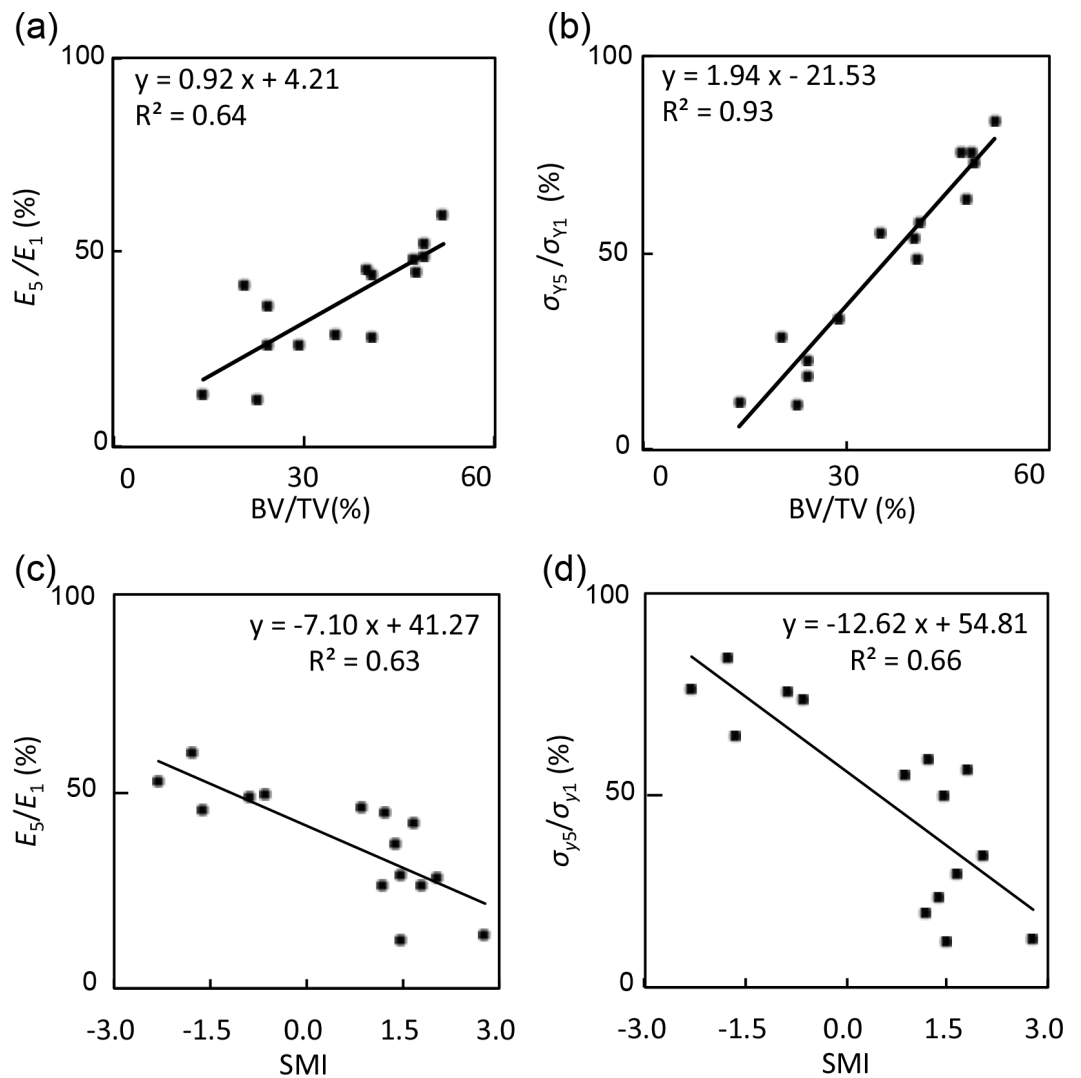 (a)
100
y = 0.92 x + 4.21
R² = 0.64
E₅/E₁ (%)
50
0
0 30 60
BV/TV(%)
(b)
100
y = 1.94 x - 21.53
R² = 0.93
σY5/σY1 (%)
50
0
0 30 60
BV/TV (%)
(c)
100
y = -7.10 x + 41.27
R² = 0.63
E₅/E₁ (%)
50
0
-3.0 -1.5 0.0 1.5 3.0
SMI
(d)
100
y = -12.62 x + 54.81
R² = 0.66
σy5/σy1 (%)
50
0
-3.0 -1.5 0.0 1.5 3.0
SMI